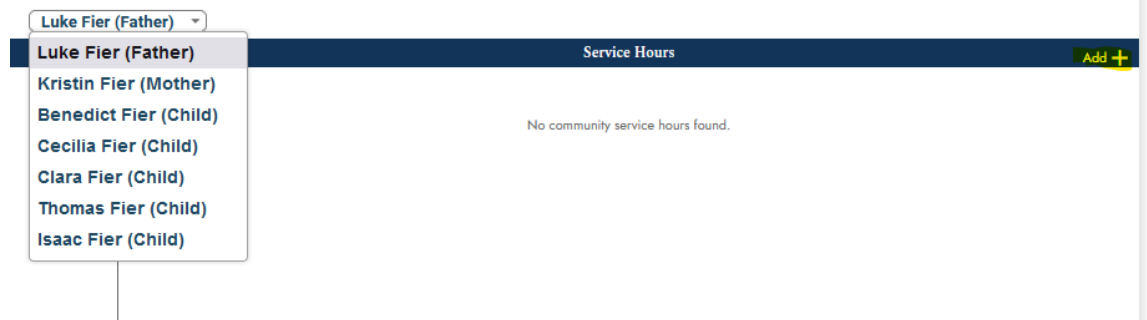 Luke Fier (Father)
Luke Fier (Father)
Service Hours
Add +
Kristin Fier (Mother)
Benedict Fier (Child)
No community service hours found.
Cecilia Fier (Child)
Clara Fier (Child)
Thomas Fier (Child)
Isaac Fier (Child)